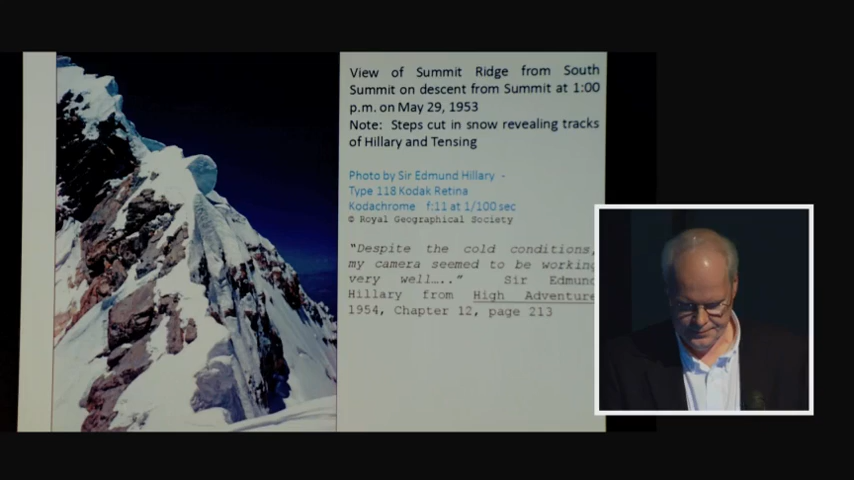 View of Summit Ridge from South
Summit on descent from Summit at 1:00
p.m. on May 29, 1953
Note: Steps cut in snow revealing tracks
of Hillary and Tensing
Photo by Sir Edmund Hillary -
Type 118 Kodak Retina
Kodachrome f:11 at 1/100 sec
© Royal Geographical Society
"Despite the cold conditions,
my camera seemed to be working
very well….." Sir Edmund
Hillary from High Adventure
1954, Chapter 12, page 213